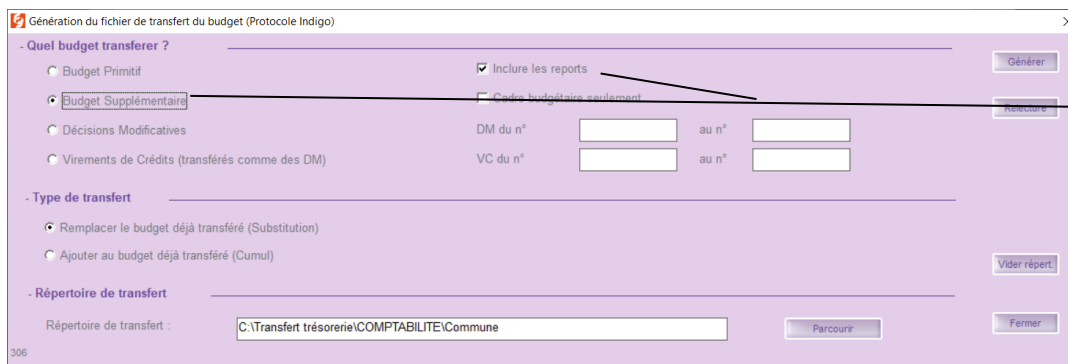 Génération du fichier de transfert du budget (Protocole Indigo)
- Quel budget transferer ?
Budget Primitif
Inclure les reports
Générer
Budget Supplémentaire
Cadre budgétaire seulement
Relecture
Décisions Modificatives
DM du n°
au n°
Virements de Crédits (transférés comme des DM)
VC du n°
au n°
- Type de transfert
Remplacer le budget déjà transféré (Substitution)
Ajouter au budget déjà transféré (Cumul)
Vider répert.
- Répertoire de transfert
Répertoire de transfert :
C:\Transfert trésorerie\COMPTABILITE\Commune
Parcourir
Fermer
306